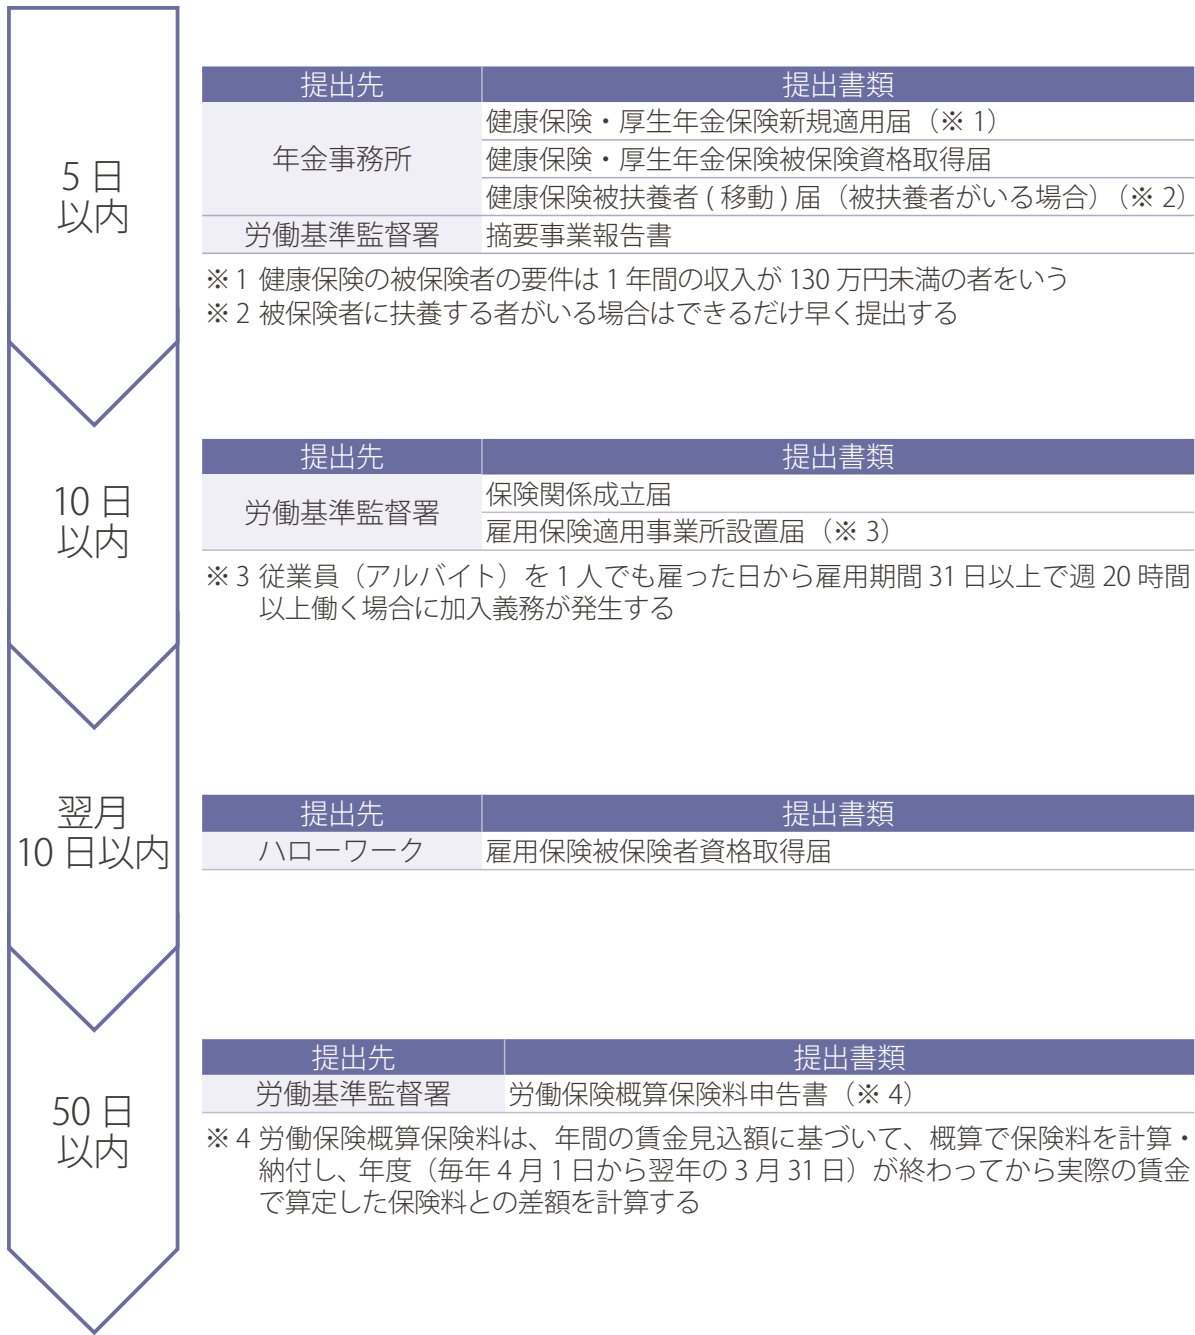 5 日
以内
提出先 提出書類
年金事務所
健康保険・厚生年金保険新規適用届（※ 1）
健康保険・厚生年金保険被保険資格取得届
健康保険被扶養者 ( 移動 ) 届（被扶養者がいる場合）（※ 2）
労働基準監督署 摘要事業報告書
※ 1 健康保険の被保険者の要件は 1 年間の収入が 130 万円未満の者をいう
※ 2 被保険者に扶養する者がいる場合はできるだけ早く提出する
10 日
以内
提出先 提出書類
労働基準監督署
保険関係成立届
雇用保険適用事業所設置届（※ 3）
※ 3 従業員（アルバイト）を 1 人でも雇った日から雇用期間 31 日以上で週 20 時間
以上働く場合に加入義務が発生する
翌月
10 日以内
提出先 提出書類
ハローワーク 雇用保険被保険者資格取得届
50 日
以内
提出先 提出書類
労働基準監督署 労働保険概算保険料申告書（※ 4）
※ 4 労働保険概算保険料は、年間の賃金見込額に基づいて、概算で保険料を計算・
納付し、年度（毎年 4 月 1 日から翌年の 3 月 31 日）が終わってから実際の賃金
で算定した保険料との差額を計算する